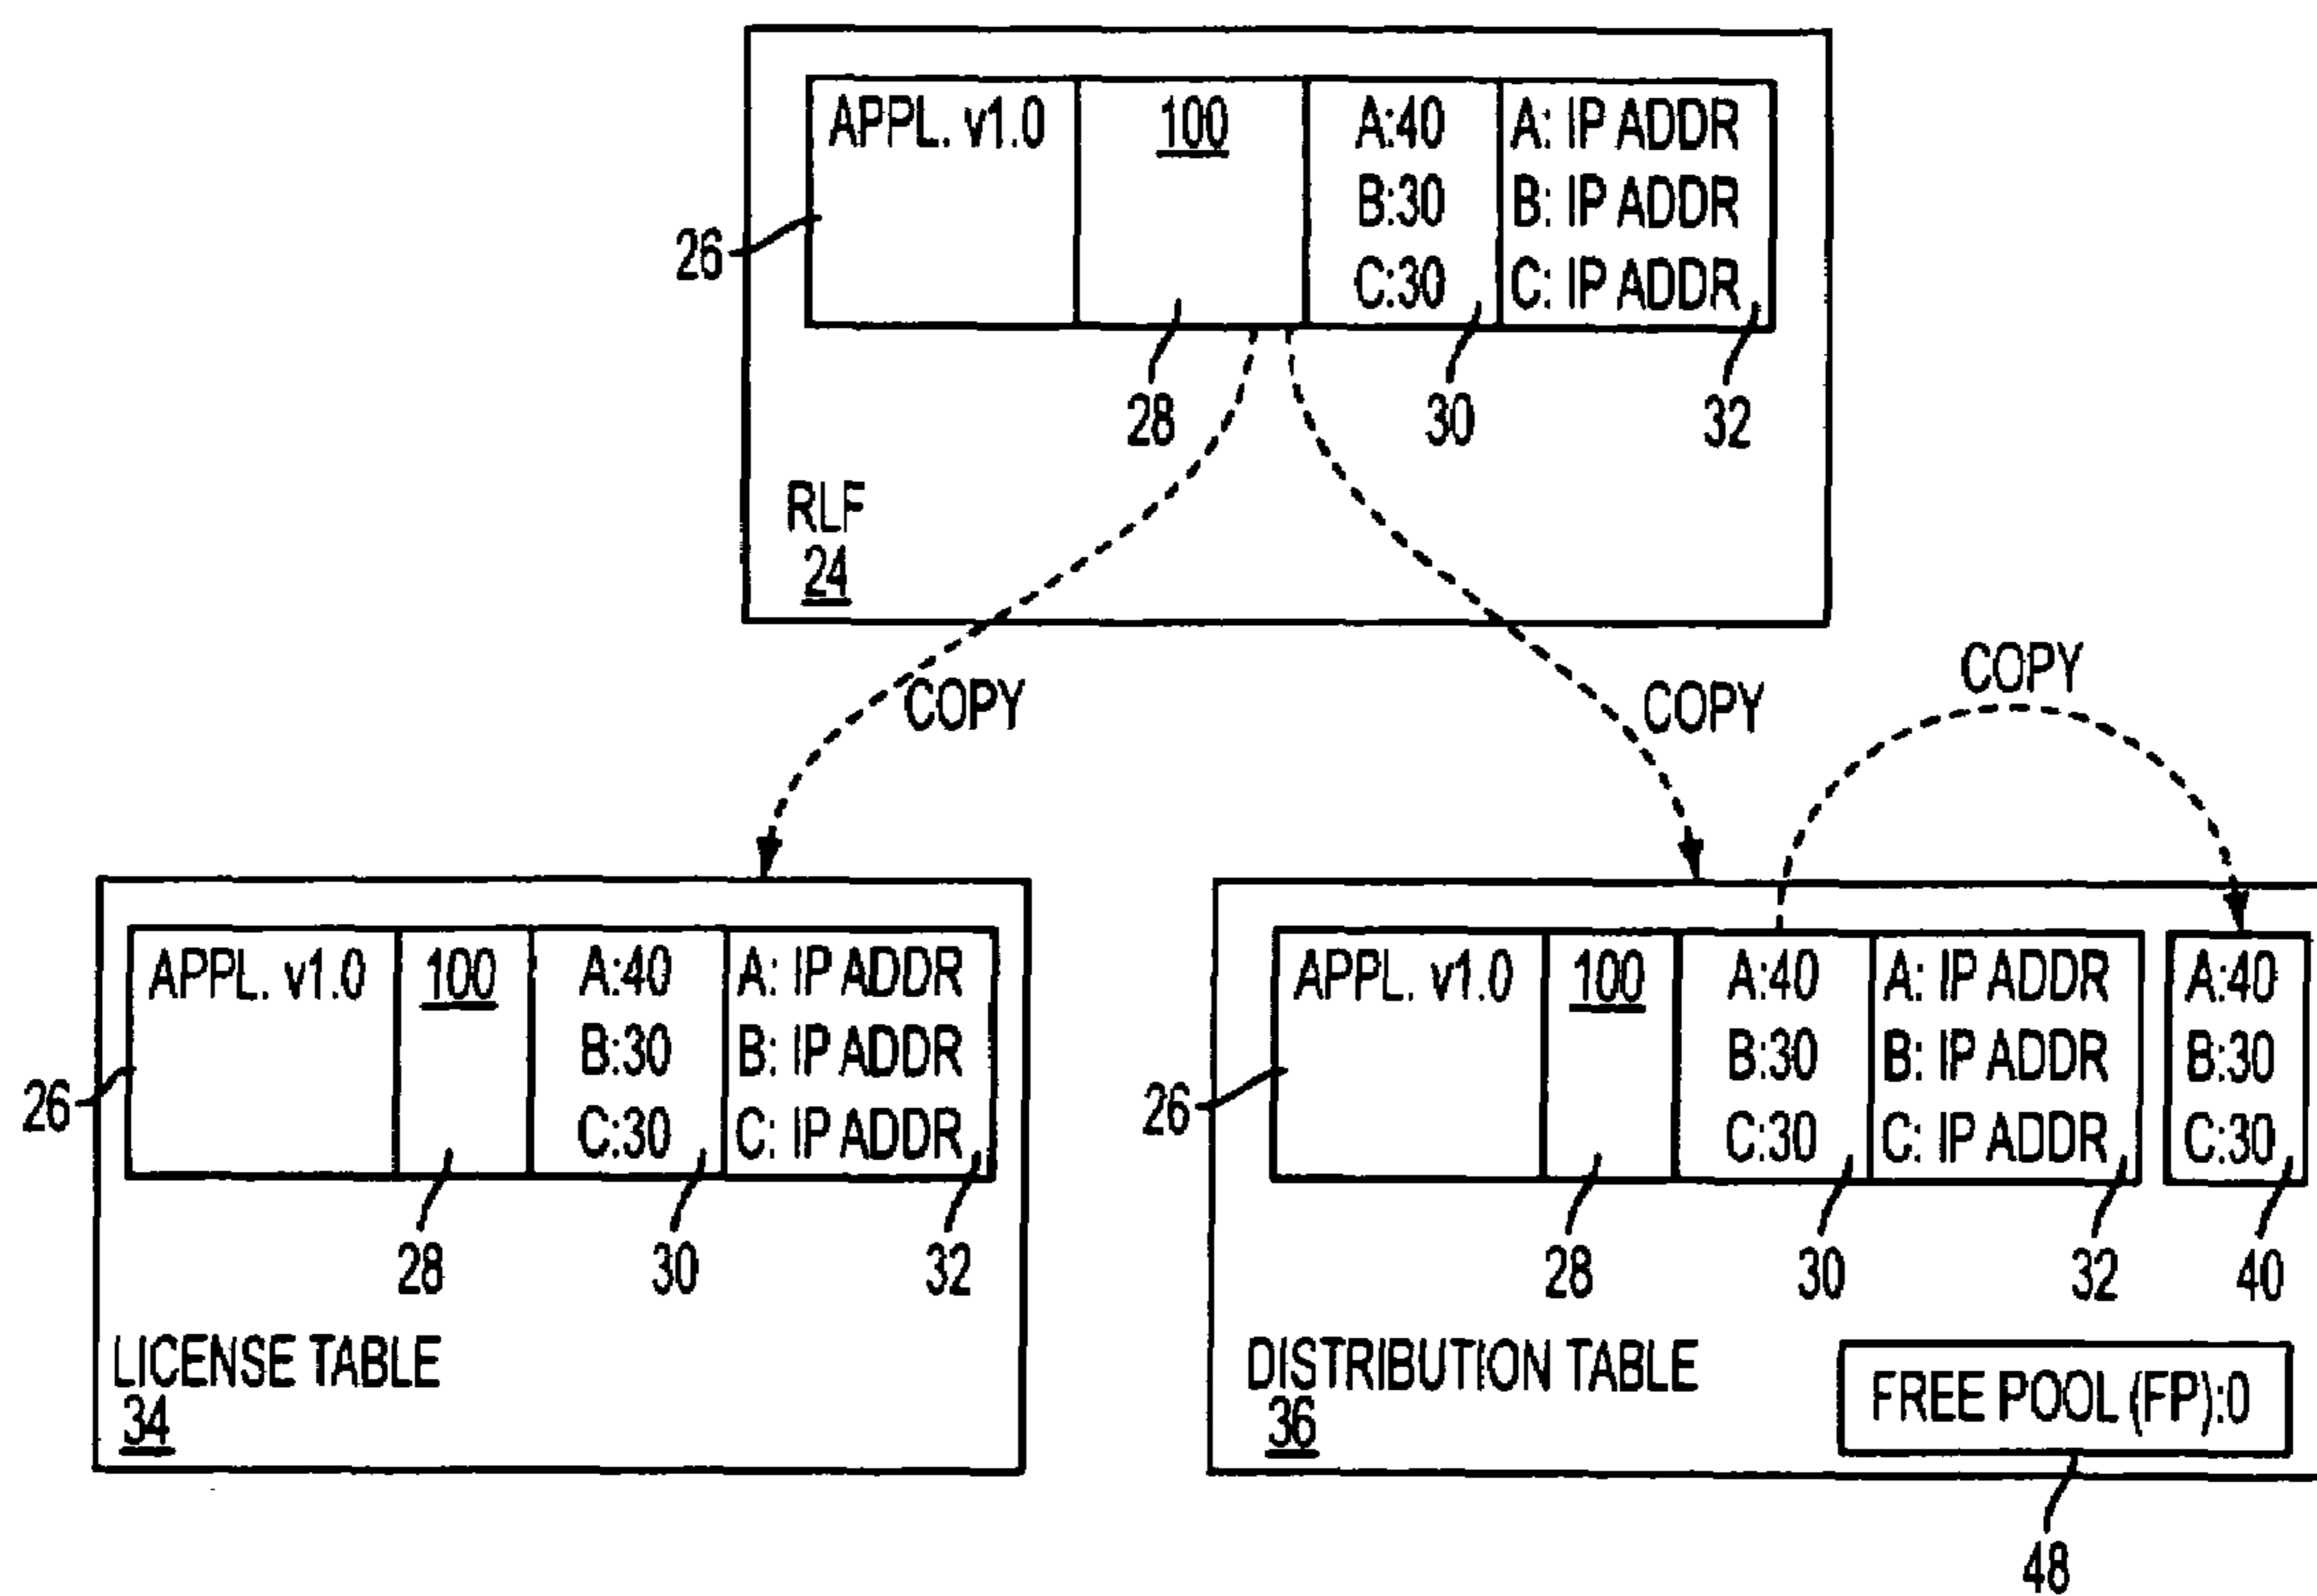 APPL. v1.0 100 A:40 A: IP ADDR
B:30 B: IP ADDR
C:30 C: IP ADDR
26
28 30 32
RLF
24
COPY COPY COPY
APPL. v1.0 100 A:40 A: IP ADDR
B:30 B: IP ADDR
C:30 C: IP ADDR
26
28 30 32
LICENSE TABLE
34
APPL. v1.0 100 A:40 A: IP ADDR A:40
B:30 B: IP ADDR B:30
C:30 C: IP ADDR C:30
26
28 30 32 40
DISTRIBUTION TABLE
36
FREE POOL (FP):0
48